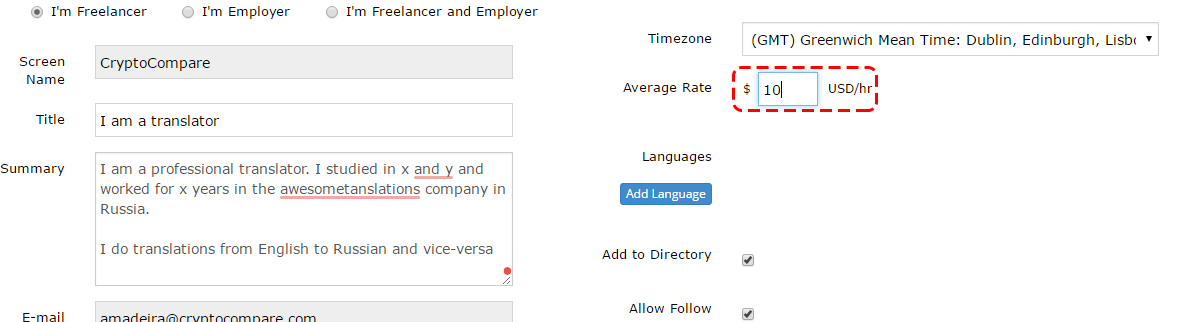 I'm Freelancer I'm Employer I'm Freelancer and Employer
Screen Name
CryptoCompare
Title
I am a translator
Summary
I am a professional translator. I studied in x and y and
worked for x years in the awesometanslations company in
Russia.
I do translations from English to Russian and vice-versa
E-mail
amadeira@cryptocompare.com
Timezone
(GMT) Greenwich Mean Time: Dublin, Edinburgh, Lisbo
Average Rate
$ 10 USD/hr
Languages
Add Language
Add to Directory
Allow Follow